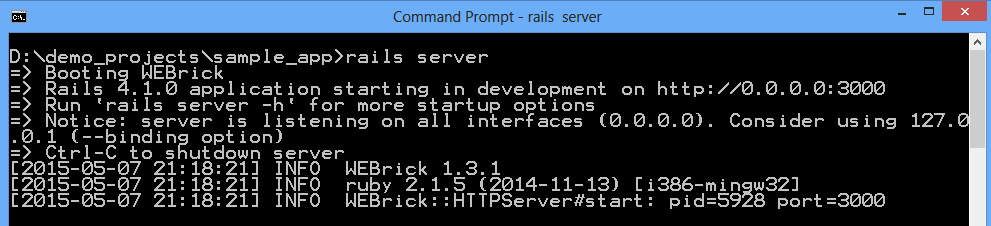 Command Prompt - rails  server
D:\demo_projects\sample_app>rails server
=> Booting WEBrick
=> Rails 4.1.0 application starting in development on http://0.0.0.0:3000
=> Run 'rails server -h' for more startup options
=> Notice: server is listening on all interfaces (0.0.0.0). Consider using 127.0
.0.1 (--binding option)
=> Ctrl-C to shutdown server
[2015-05-07 21:18:21] INFO  WEBrick 1.3.1
[2015-05-07 21:18:21] INFO  ruby 2.1.5 (2014-11-13) [i386-mingw32]
[2015-05-07 21:18:21] INFO  WEBrick::HTTPServer#start: pid=5928 port=3000